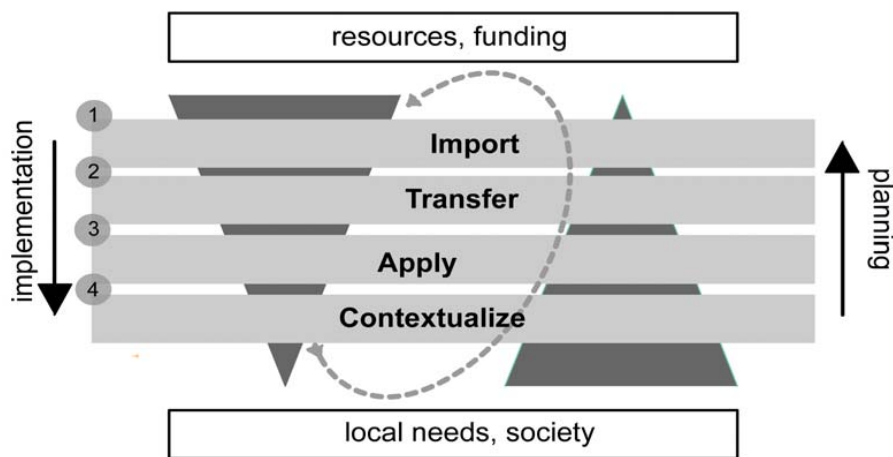 resources, funding
1
Import
2
Transfer
3
Apply
4
Contextualize
implementation
planning
local needs, society